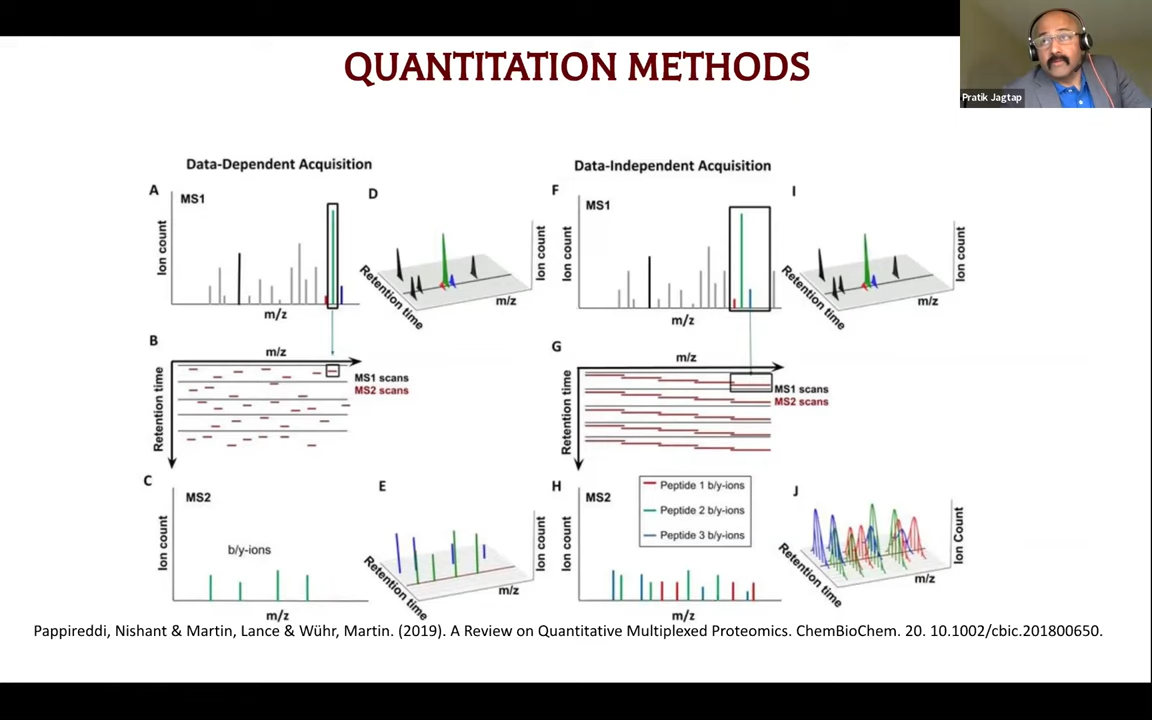 QUANTITATION METHODS
Pratik Jagtap
Data-Dependent Acquisition
A
MS1
Ion count
m/z
D
Retention time
m/z
Ion count
B
m/z
Retention time
MS1 scans
MS2 scans
C
MS2
Ion count
b/y-ions
m/z
E
Retention time
m/z
Ion count
Data-Independent Acquisition
F
MS1
Ion count
m/z
I
Retention time
m/z
Ion count
G
m/z
Retention time
MS1 scans
MS2 scans
H
MS2
Ion count
Peptide 1 b/y-ions
Peptide 2 b/y-ions
Peptide 3 b/y-ions
m/z
J
Retention time
m/z
Ion Count
Pappireddi, Nishant & Martin, Lance & Wühr, Martin. (2019). A Review on Quantitative Multiplexed Proteomics. ChemBioChem. 20. 10.1002/cbic.201800650.